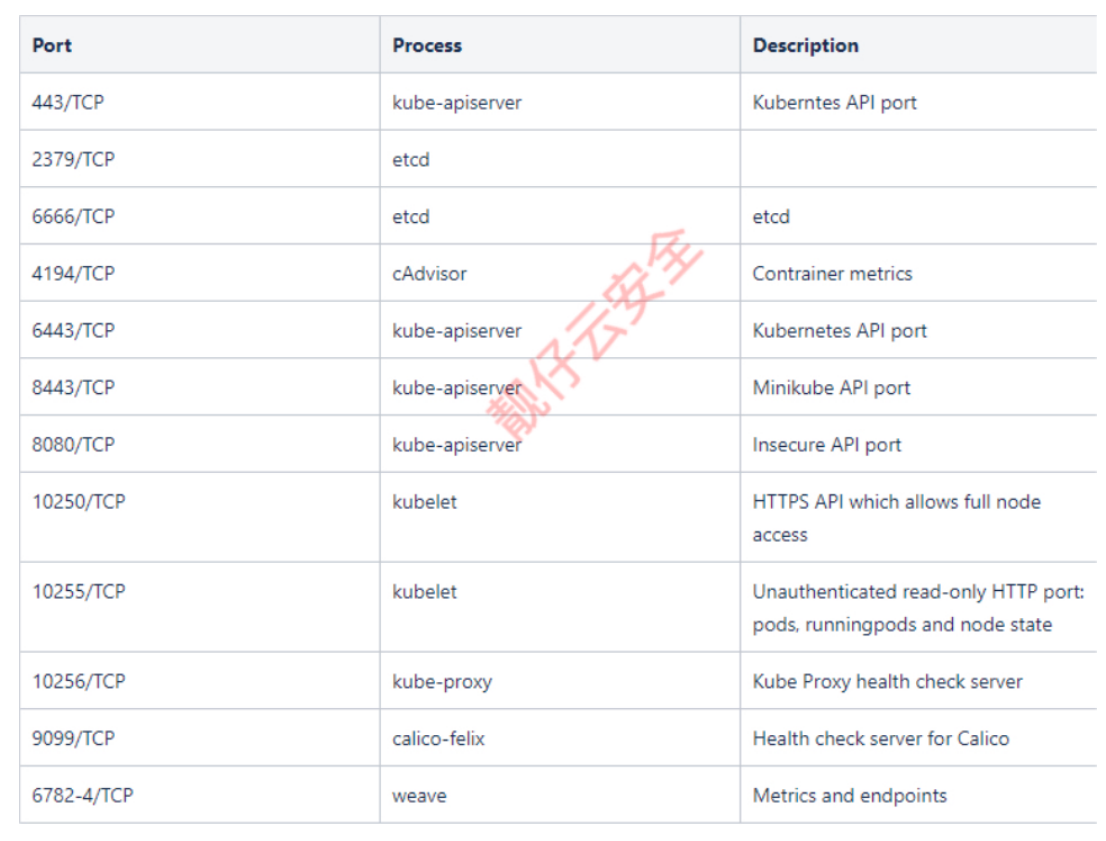 Port Process Description
443/TCP kube-apiserver Kuberntes API port
2379/TCP etcd
6666/TCP etcd etcd
4194/TCP cAdvisor Contrainer metrics
6443/TCP kube-apiserver Kubernetes API port
8443/TCP kube-apiserver Minikube API port
8080/TCP kube-apiserver Insecure API port
10250/TCP kubelet HTTPS API which allows full node
access
10255/TCP kubelet Unauthenticated read-only HTTP port:
pods, runningpods and node state
10256/TCP kube-proxy Kube Proxy health check server
9099/TCP calico-felix Health check server for Calico
6782-4/TCP weave Metrics and endpoints
靓仔云安全